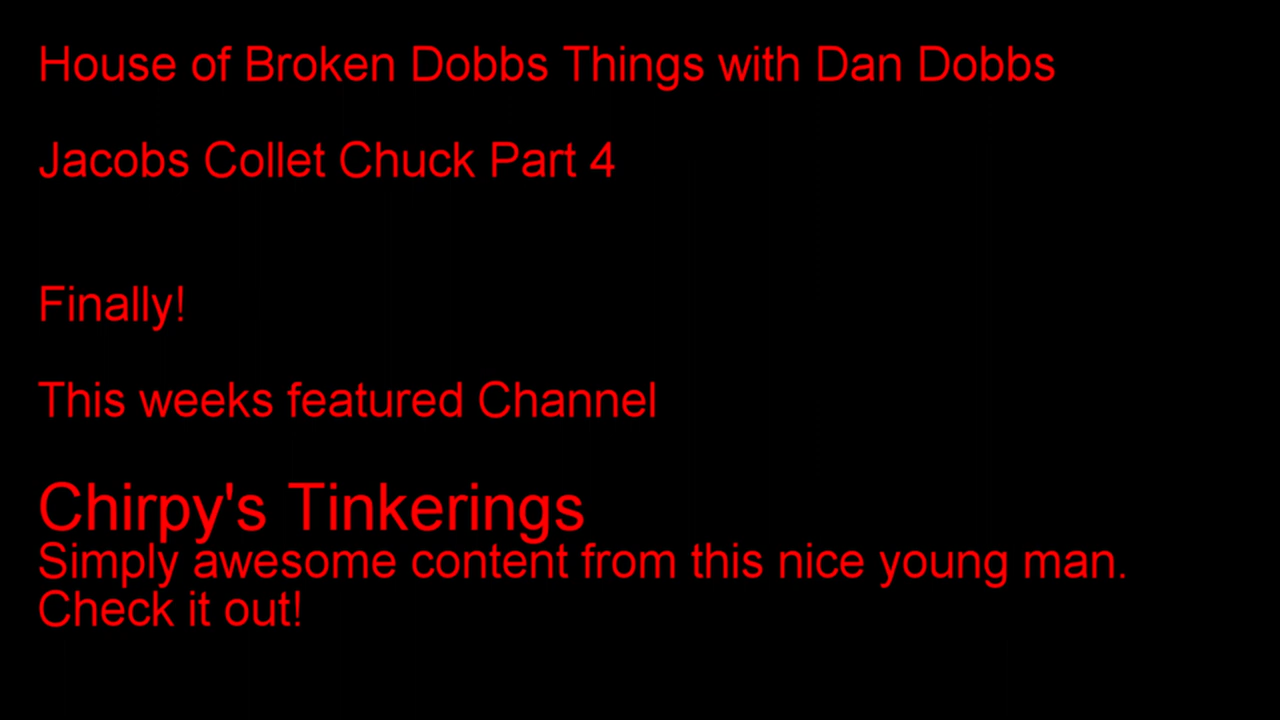 House of Broken Dobbs Things with Dan Dobbs
Jacobs Collet Chuck Part 4
Finally!
This weeks featured Channel
Chirpy's Tinkerings
Simply awesome content from this nice young man.
Check it out!